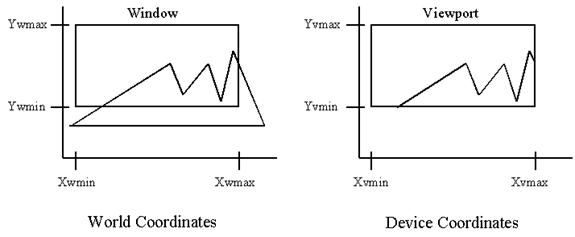 Window
Ywmax
Ywmin
Xwmin
Xwmax
World Coordinates
Viewport
Yvmax
Yvmin
Xvmin
Xvmax
Device Coordinates